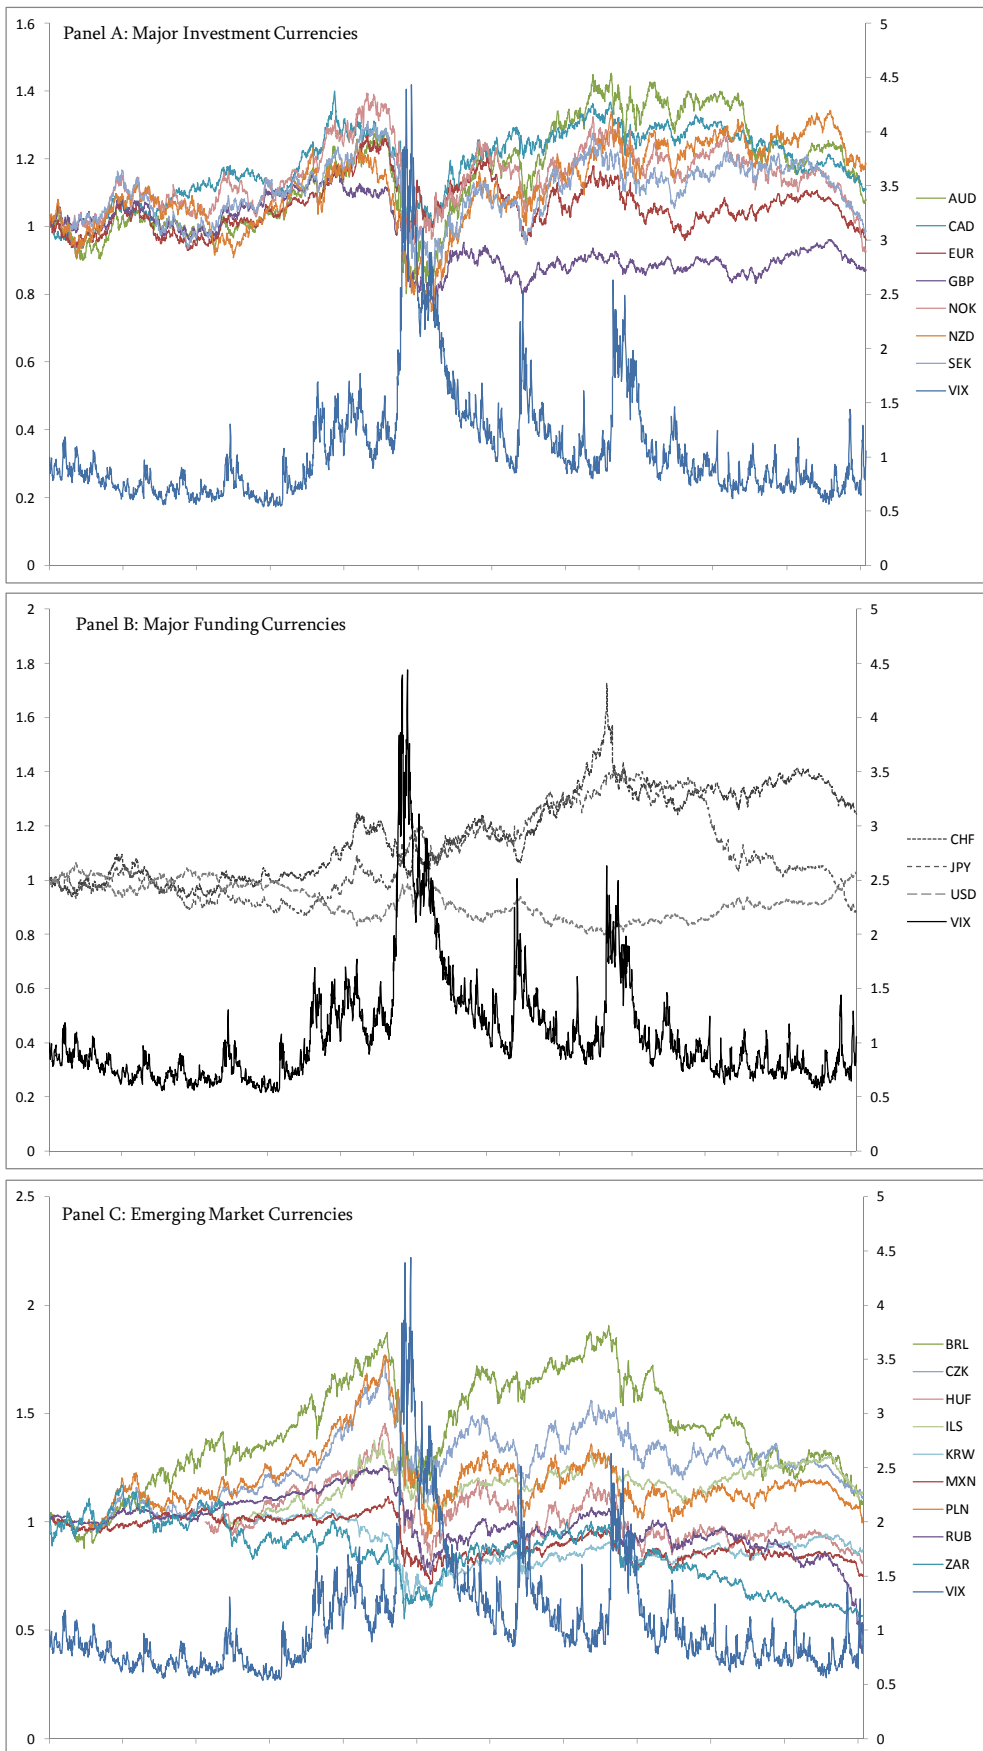 Panel A: Major Investment Currencies
1.6
1.4
1.2
1
0.8
0.6
0.4
0.2
0
5
4.5
4
3.5
3
2.5
2
1.5
1
0.5
0
AUD
CAD
EUR
GBP
NOK
NZD
SEK
VIX
Panel B: Major Funding Currencies
2
1.8
1.6
1.4
1.2
1
0.8
0.6
0.4
0.2
0
5
4.5
4
3.5
3
2.5
2
1.5
1
0.5
0
CHF
JPY
USD
VIX
Panel C: Emerging Market Currencies
2.5
2
1.5
1
0.5
0
5
4.5
4
3.5
3
2.5
2
1.5
1
0.5
0
BRL
CZK
HUF
ILS
KRW
MXN
PLN
RUB
ZAR
VIX